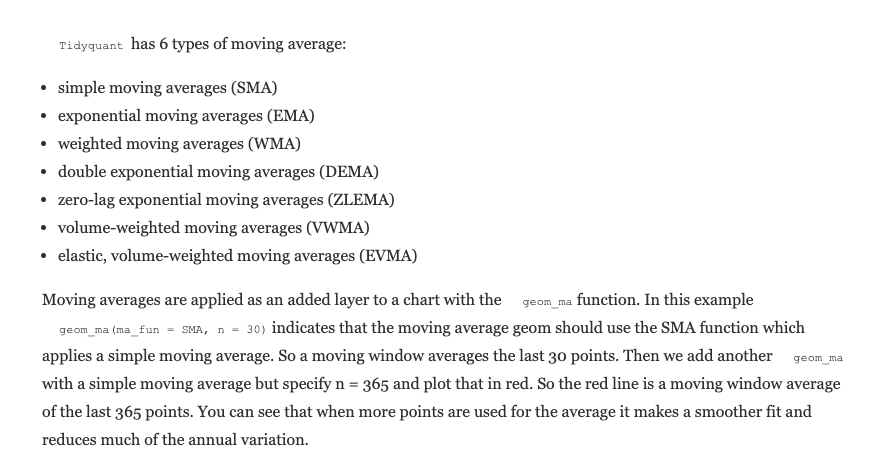 Tidyquant has 6 types of moving average:
• simple moving averages (SMA)
• exponential moving averages (EMA)
• weighted moving averages (WMA)
• double exponential moving averages (DEMA)
• zero-lag exponential moving averages (ZLEMA)
• volume-weighted moving averages (VWMA)
• elastic, volume-weighted moving averages (EVMA)
Moving averages are applied as an added layer to a chart with the geom_ma function. In this example
geom_ma(ma_fun = SMA, n = 30) indicates that the moving average geom should use the SMA function which
applies a simple moving average. So a moving window averages the last 30 points. Then we add another geom_ma
with a simple moving average but specify n = 365 and plot that in red. So the red line is a moving window average
of the last 365 points. You can see that when more points are used for the average it makes a smoother fit and
reduces much of the annual variation.